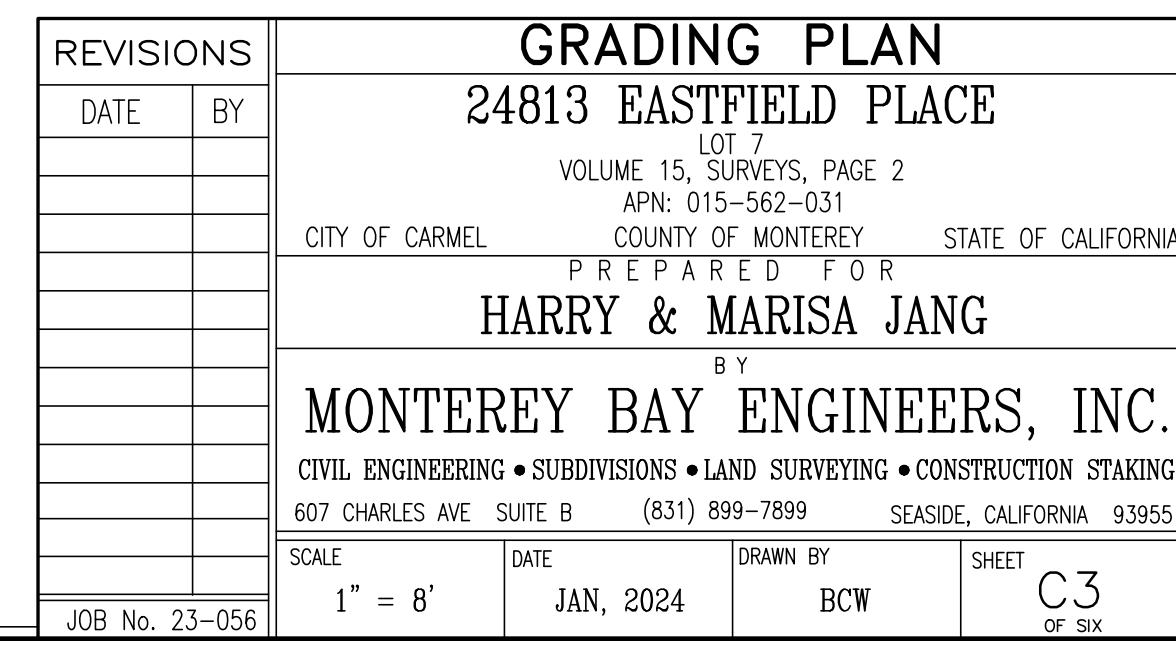 REVISIONS
DATE BY
JOB No. 23-056
GRADING PLAN
24813 EASTFIELD PLACE
LOT 7
VOLUME 15, SURVEYS, PAGE 2
APN: 015-562-031
CITY OF CARMEL COUNTY OF MONTEREY STATE OF CALIFORNIA
PREPARED FOR
HARRY & MARISA JANG
BY
MONTEREY BAY ENGINEERS, INC.
CIVIL ENGINEERING • SUBDIVISIONS • LAND SURVEYING • CONSTRUCTION STAKING
607 CHARLES AVE SUITE B (831) 899-7899 SEASIDE, CALIFORNIA 93955
SCALE
1" = 8'
DATE
JAN, 2024
DRAWN BY
BCW
SHEET
C3
OF SIX